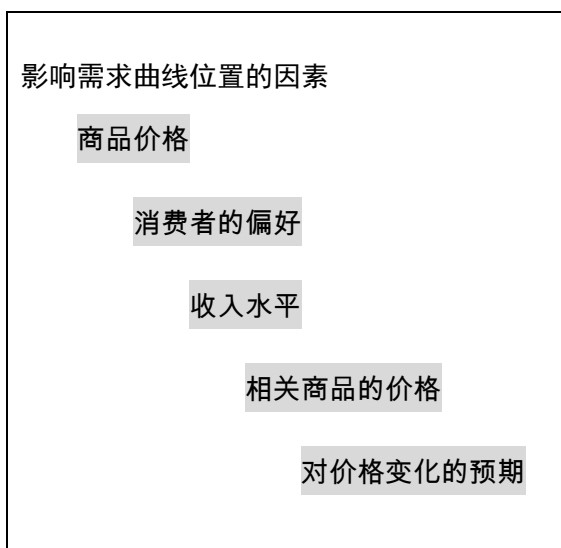 影响需求曲线位置的因素
商品价格
消费者的偏好
收入水平
相关商品的价格
对价格变化的预期